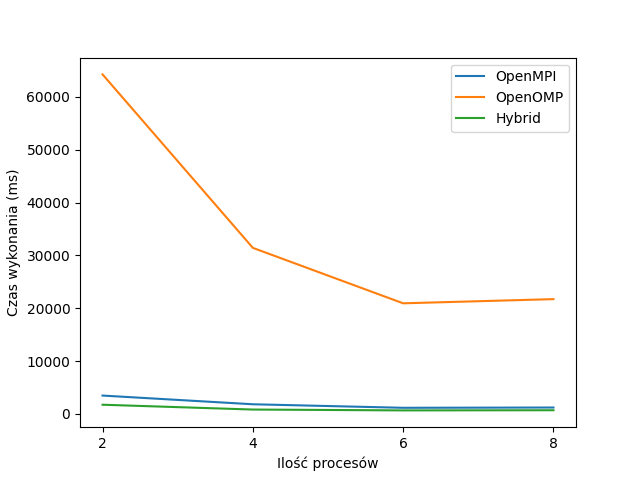 OpenMPI
OpenOMP
Hybrid
60000
50000
40000
30000
20000
10000
0
Czas wykonania (ms)
2 4 6 8
Ilość procesów